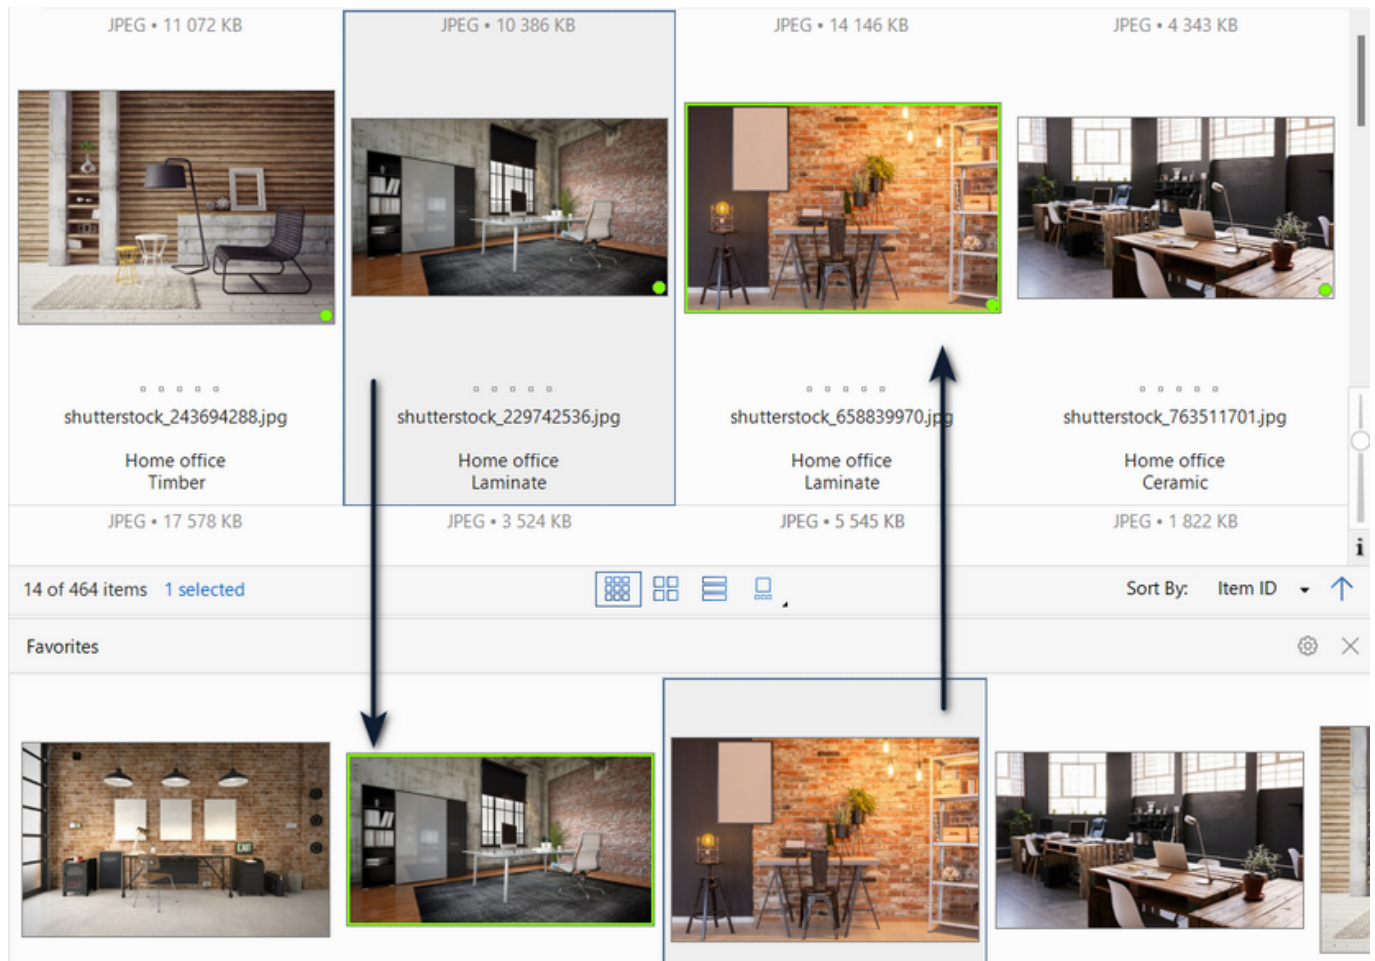 JPEG • 11 072 KB
JPEG • 10 386 KB
JPEG • 14 146 KB
JPEG • 4 343 KB
shutterstock_243694288.jpg
shutterstock_229742536.jpg
shutterstock_658839970.jpg
shutterstock_763511701.jpg
Home office
Timber
Home office
Laminate
Home office
Laminate
Home office
Ceramic
JPEG • 17 578 KB
JPEG • 3 524 KB
JPEG • 5 545 KB
JPEG • 1 822 KB
i
14 of 464 items 1 selected
Sort By: Item ID
Favorites